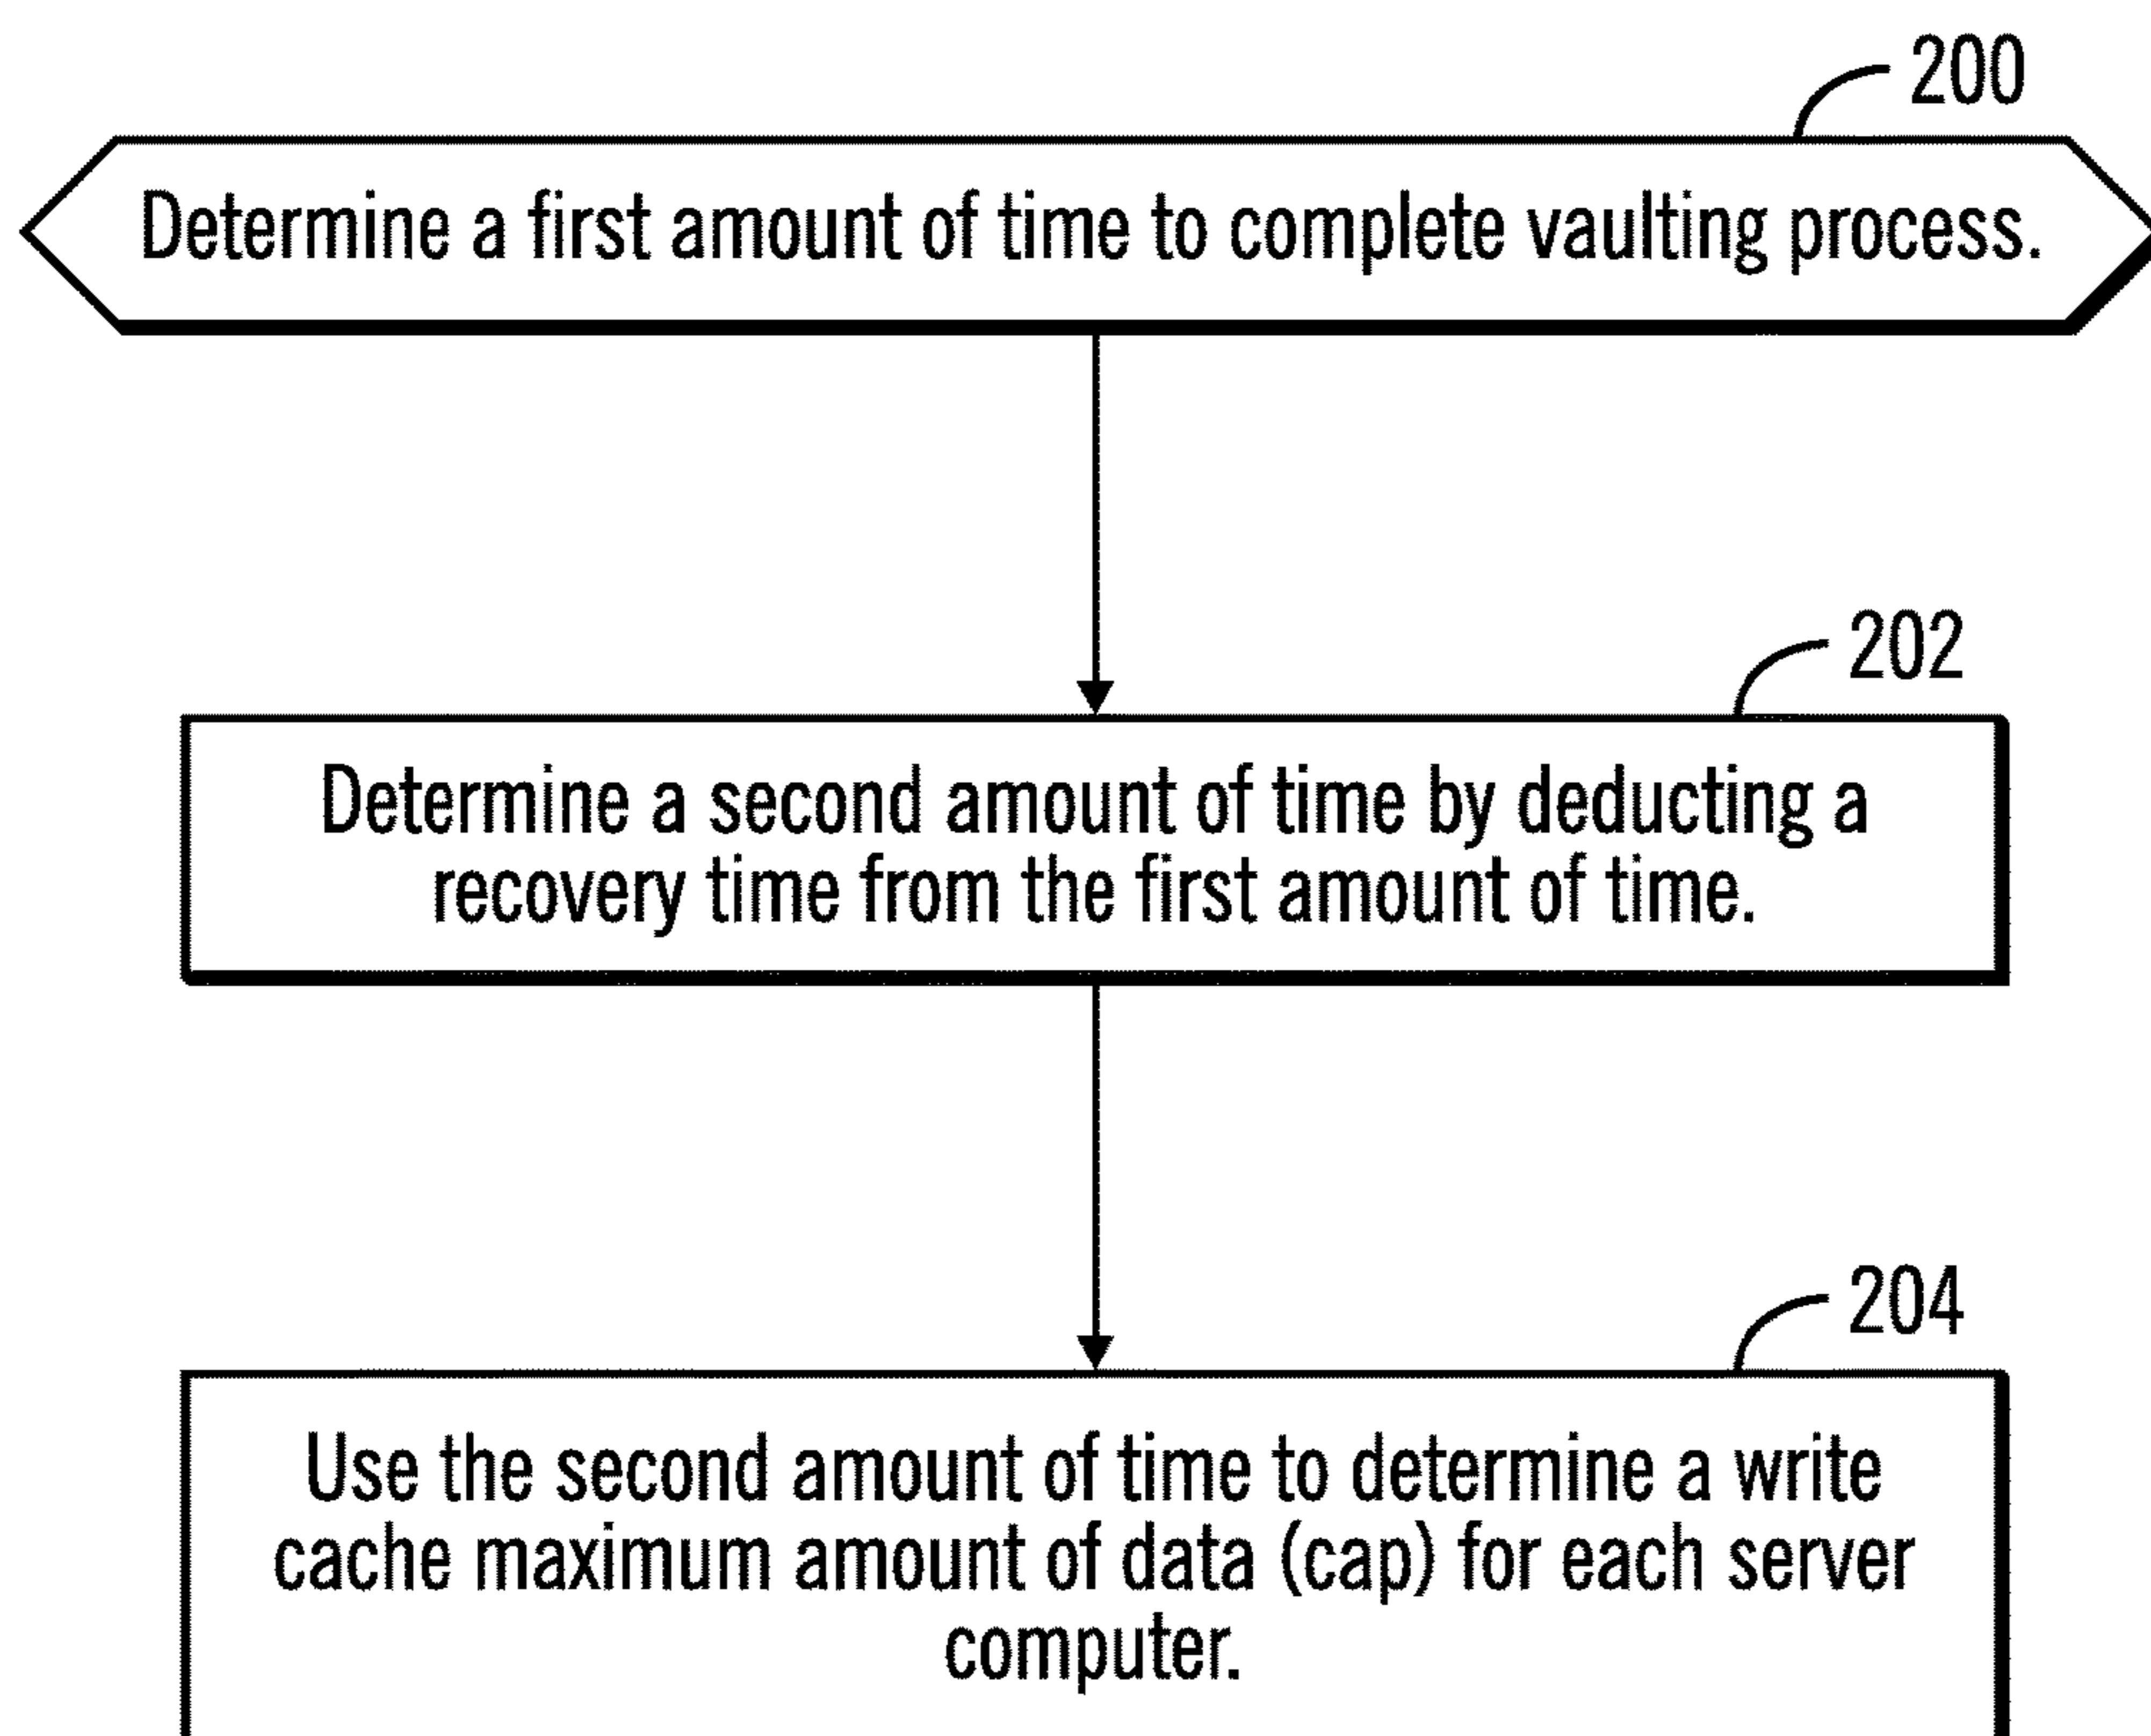 200
Determine a first amount of time to complete vaulting process.
202
Determine a second amount of time by deducting a
recovery time from the first amount of time.
204
Use the second amount of time to determine a write
cache maximum amount of data (cap) for each server
computer.